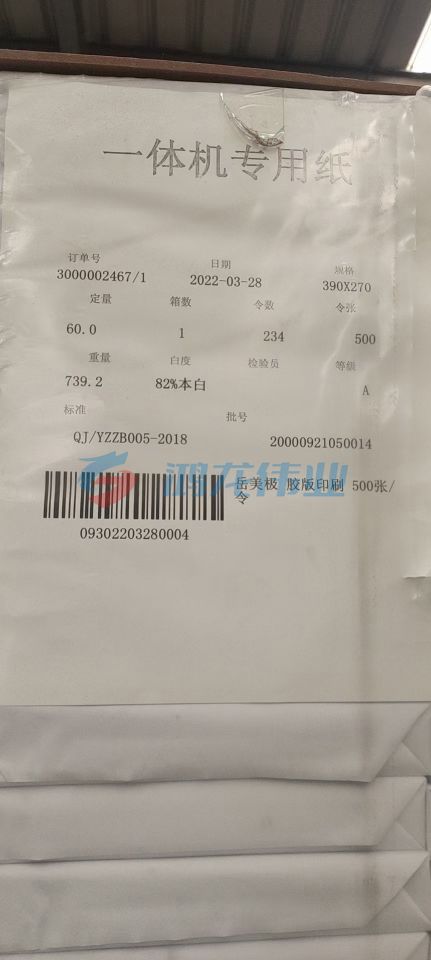 一体机专用纸
订单号 日期 规格
3000002467/1 2022-03-28 390X270
定量 箱数 令数 令张
60.0 1 234 500
重量 白度 检验员 等级
739.2 82%本白 A
标准 批号
QJ/YZZB005-2018 20000921050014
鸿龙伟业
岳美极 胶版印刷 500张/
令
09302203280004